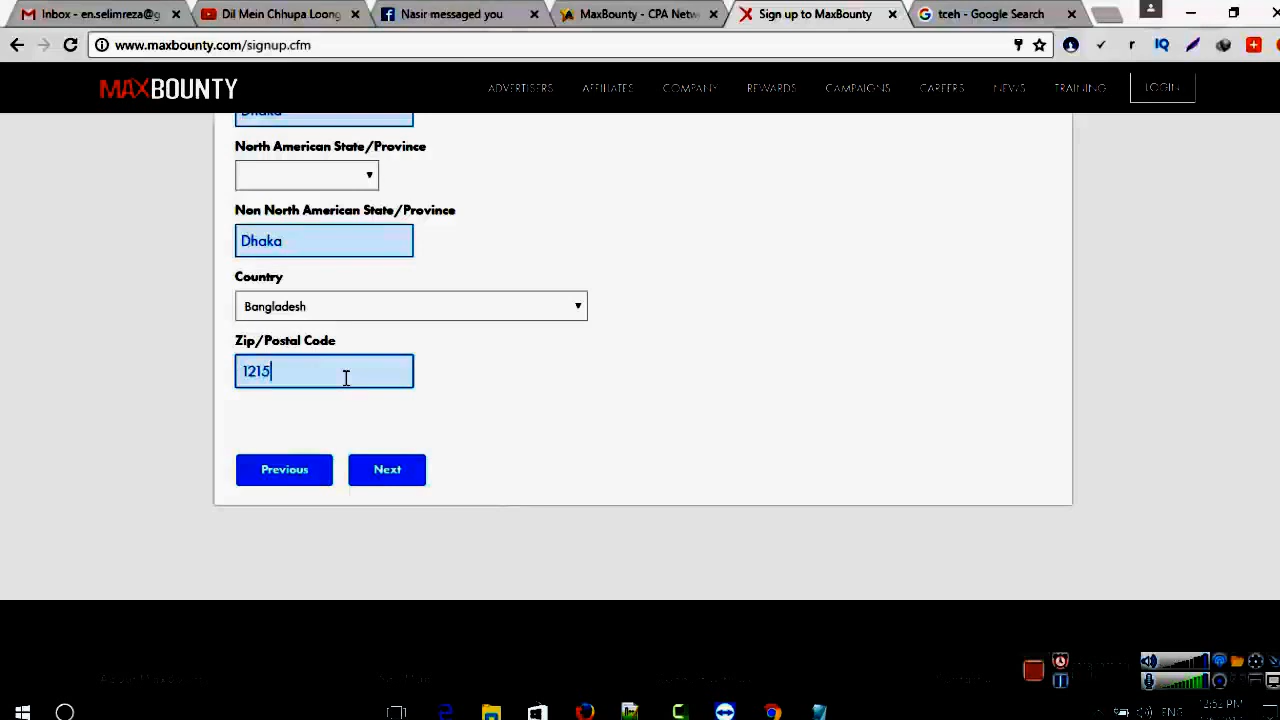 Inbox - en.selimreza@g
Dil Mein Chhupa Loong
Nasir messaged you
MaxBounty - CPA Netw
Sign up to MaxBounty
tceh - Google Search
www.maxbounty.com/signup.cfm
MAXBOUNTY
ADVERTISERS AFFILIATES COMPANY REWARDS CAMPAIGNS CAREERS NEWS TRAINING LOGIN
Dhaka
North American State/Province
Non North American State/Province
Dhaka
Country
Bangladesh
Zip/Postal Code
1215
Previous Next
ENG